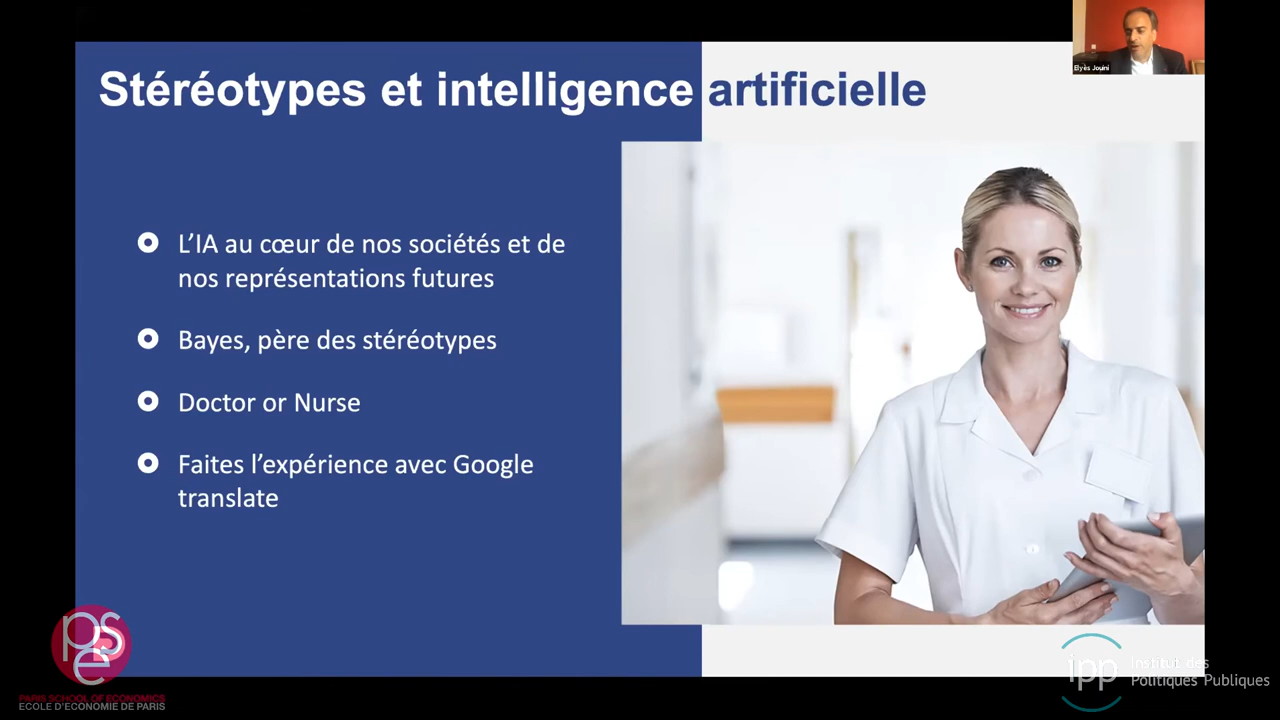 Elyès Jouini
Stéréotypes et intelligence artificielle
L'IA au cœur de nos sociétés et de
nos représentations futures
Bayes, père des stéréotypes
Doctor or Nurse
Faites l'expérience avec Google
translate
pse
PARIS SCHOOL OF ECONOMICS
ECOLE D'ECONOMIE DE PARIS
ipp
Institut des
Politiques Publiques